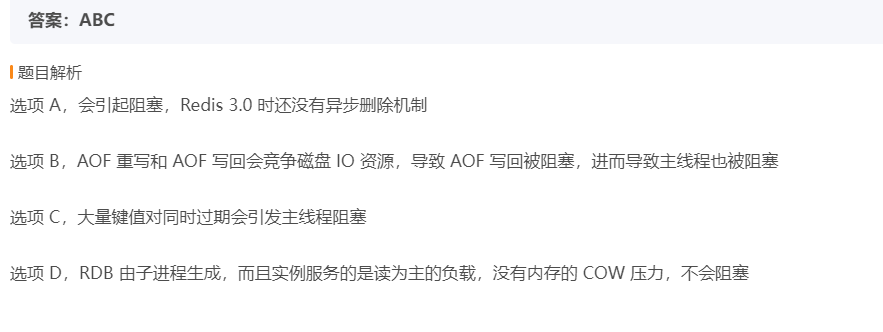 答案：ABC
题目解析
选项 A，会引起阻塞，Redis 3.0 时还没有异步删除机制
选项 B，AOF 重写和 AOF 写回会竞争磁盘 IO 资源，导致 AOF 写回被阻塞，进而导致主线程也被阻塞
选项 C，大量键值对同时过期会引发主线程阻塞
选项 D，RDB 由子进程生成，而且实例服务的是读为主的负载，没有内存的 COW 压力，不会阻塞